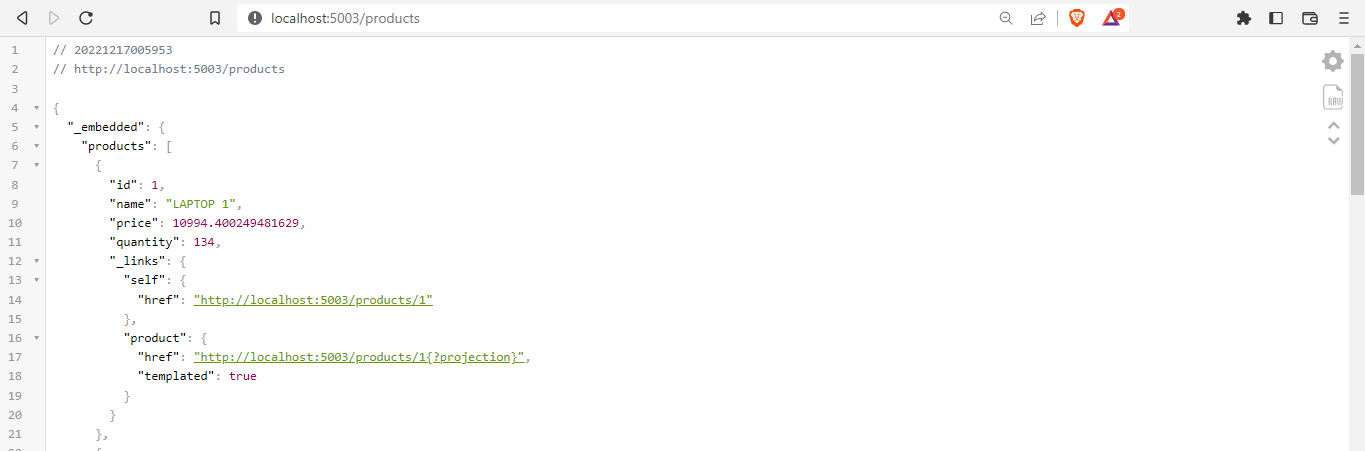 localhost:5003/products
2
1 // 20221217005953
2 // http://localhost:5003/products
3
4 {
5 "_embedded": {
6 "products": [
7 {
8 "id": 1,
9 "name": "LAPTOP 1",
10 "price": 10994.400249481629,
11 "quantity": 134,
12 "_links": {
13 "self": {
14 "href": "http://localhost:5003/products/1"
15 },
16 "product": {
17 "href": "http://localhost:5003/products/1{?projection}",
18 "templated": true
19 }
20 }
21 },
RAW